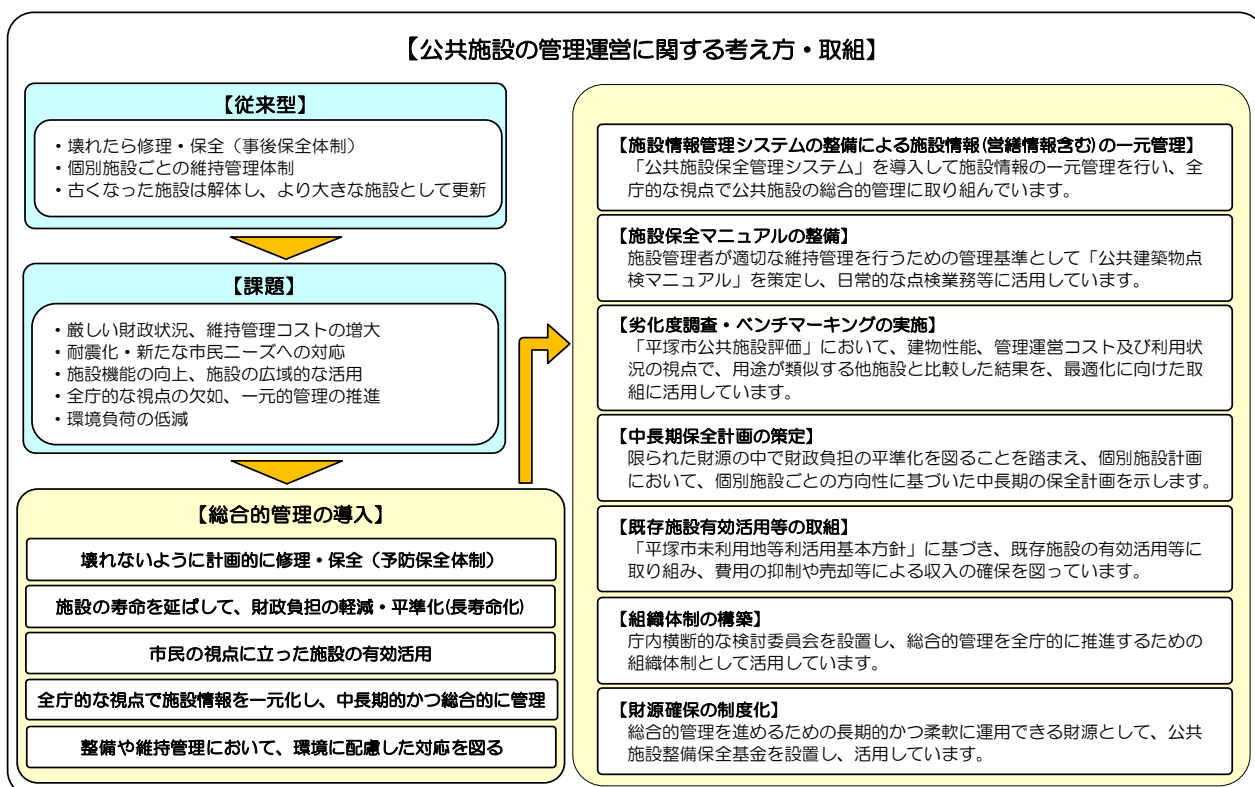 【公共施設の管理運営に関する考え方・取組】
【従来型】
・壊れたら修理・保全（事後保全体制）
・個別施設ごとの維持管理体制
・古くなった施設は解体し、より大きな施設として更新
【課題】
・厳しい財政状況、維持管理コストの増大
・耐震化・新たな市民ニーズへの対応
・施設機能の向上、施設の広域的な活用
・全庁的な視点の欠如、一元的管理の推進
・環境負荷の低減
【総合的管理の導入】
壊れないように計画的に修理・保全（予防保全体制）
施設の寿命を延ばして、財政負担の軽減・平準化(長寿命化)
市民の視点に立った施設の有効活用
全庁的な視点で施設情報を一元化し、中長期的かつ総合的に管理
整備や維持管理において、環境に配慮した対応を図る
【施設情報管理システムの整備による施設情報(営繕情報含む)の一元管理】
「公共施設保全管理システム」を導入して施設情報の一元管理を行い、全
庁的な視点で公共施設の総合的管理に取り組んでいます。
【施設保全マニュアルの整備】
施設管理者が適切な維持管理を行うための管理基準として「公共建築物点
検マニュアル」を策定し、日常的な点検業務等に活用しています。
【劣化度調査・ベンチマーキングの実施】
「平塚市公共施設評価」において、建物性能、管理運営コスト及び利用状
況の視点で、用途が類似する他施設と比較した結果を、最適化に向けた取
組に活用しています。
【中長期保全計画の策定】
限られた財源の中で財政負担の平準化を図ることを踏まえ、個別施設計画
において、個別施設ごとの方向性に基づいた中長期の保全計画を示します。
【既存施設有効活用等の取組】
「平塚市未利用地等利活用基本方針」に基づき、既存施設の有効活用等に
取り組み、費用の抑制や売却等による収入の確保を図っています。
【組織体制の構築】
庁内横断的な検討委員会を設置し、総合的管理を全庁的に推進するための
組織体制として活用しています。
【財源確保の制度化】
総合的管理を進めるための長期的かつ柔軟に運用できる財源として、公共
施設整備保全基金を設置し、活用しています。